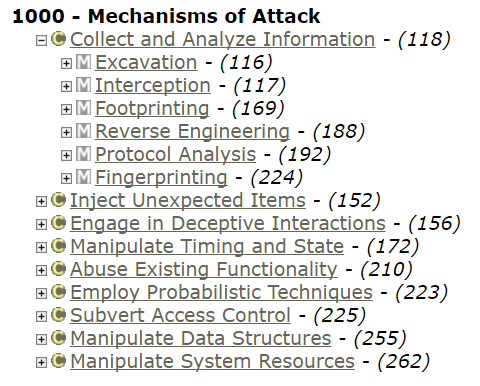 1000 - Mechanisms of Attack
C Collect and Analyze Information - (118)
M Excavation - (116)
M Interception - (117)
M Footprinting - (169)
M Reverse Engineering - (188)
M Protocol Analysis - (192)
M Fingerprinting - (224)
C Inject Unexpected Items - (152)
C Engage in Deceptive Interactions - (156)
C Manipulate Timing and State - (172)
C Abuse Existing Functionality - (210)
C Employ Probabilistic Techniques - (223)
C Subvert Access Control - (225)
C Manipulate Data Structures - (255)
C Manipulate System Resources - (262)